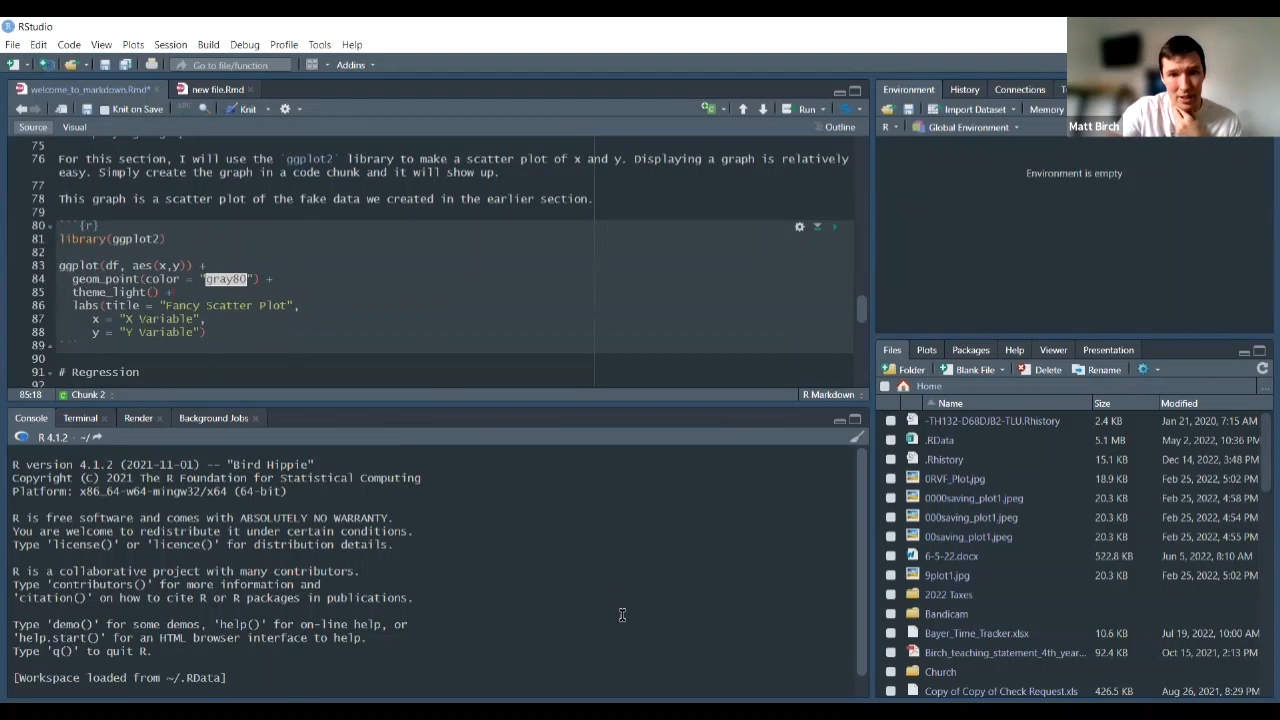 RStudio
File Edit Code View Plots Session Build Debug Profile Tools Help
Go to file/function Addins
welcome_to_markdown.Rmd* new file.Rmd
Knit on Save Knit Run
Source Visual Outline
75
76 For this section, I will use the `ggplot2` library to make a scatter plot of x and y. Displaying a graph is relatively
easy. Simply create the graph in a code chunk and it will show up.
77
78 This graph is a scatter plot of the fake data we created in the earlier section.
79
80 ```{r}
81 library(ggplot2)
82
83 ggplot(df, aes(x,y)) +
84 geom_point(color = "gray80") +
85 theme_light() +
86 labs(title = "Fancy Scatter Plot",
87 x = "X Variable",
88 y = "Y Variable")
89 ```
90
91 # Regression
92
85:18 Chunk 2 R Markdown
Console Terminal Render Background Jobs
R 4.1.2 · ~/
R version 4.1.2 (2021-11-01) -- "Bird Hippie"
Copyright (C) 2021 The R Foundation for Statistical Computing
Platform: x86_64-w64-mingw32/x64 (64-bit)
R is free software and comes with ABSOLUTELY NO WARRANTY.
You are welcome to redistribute it under certain conditions.
Type 'license()' or 'licence()' for distribution details.
R is a collaborative project with many contributors.
Type 'contributors()' for more information and
'citation()' on how to cite R or R packages in publications.
Type 'demo()' for some demos, 'help()' for on-line help, or
'help.start()' for an HTML browser interface to help.
Type 'q()' to quit R.
[Workspace loaded from ~/.RData]
Matt Birch
Environment History Connections
Import Dataset Memory
R Global Environment
Environment is empty
Files Plots Packages Help Viewer Presentation
Folder Blank File Delete Rename
Home
Name Size Modified
-TH132-D68DJB2-TLU.Rhistory 2.4 KB Jan 21, 2020, 7:15 AM
.RData 5.1 MB May 2, 2022, 10:36 PM
.Rhistory 15.1 KB Dec 14, 2022, 3:48 PM
0RVF_Plot.jpg 18.9 KB Feb 25, 2022, 5:02 PM
0000saving_plot1.jpeg 20.3 KB Feb 25, 2022, 4:58 PM
000saving_plot1.jpeg 20.3 KB Feb 25, 2022, 4:54 PM
00saving_plot1.jpeg 20.3 KB Feb 25, 2022, 4:55 PM
6-5-22.docx 522.8 KB Jun 5, 2022, 8:10 AM
9plot1.jpg 20.3 KB Feb 25, 2022, 5:02 PM
2022 Taxes
Bandicam
Bayer_Time_Tracker.xlsx 10.6 KB Jul 19, 2022, 10:00 AM
Birch_teaching_statement_4th_year... 92.4 KB Oct 15, 2021, 2:13 PM
Church
Copy of Copy of Check Request.xls 426.5 KB Aug 26, 2021, 8:29 PM